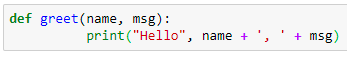 def greet(name, msg):
        print("Hello", name + ', ' + msg)